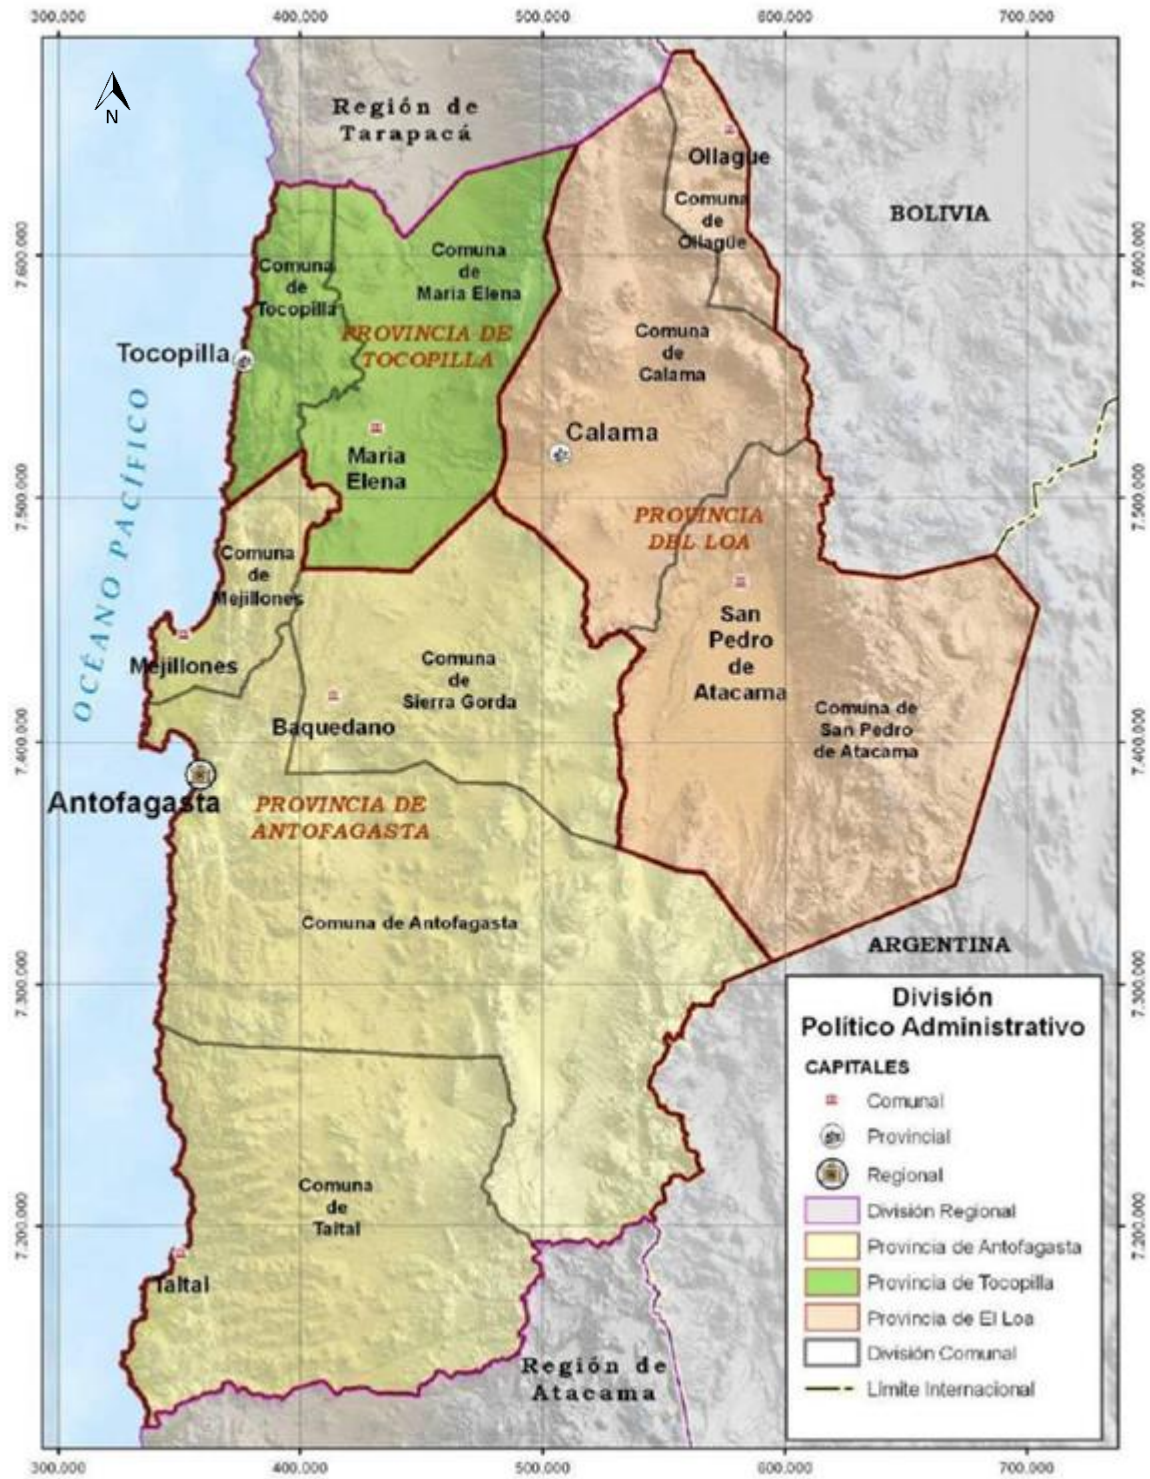 300.000 400.000 500.000 600.000 700.000
N
Región de
Tarapacá
Ollague
Comuna
de
Ollagüe
BOLIVIA
7.600.000
7.600.000
Comuna
de
Tocopilla
Comuna
de
Maria Elena
PROVINCIA DE
TOCOPILLA
Tocopilla
Comuna
de
Calama
Calama
Maria
Elena
OCÉANO PACÍFICO
7.500.000
7.500.000
PROVINCIA
DEL LOA
Comuna
de
Mejillones
San
Pedro
de
Atacama
Mejillones
Comuna
de
Sierra Gorda
Baquedano
Comuna de
San Pedro
de Atacama
7.400.000
7.400.000
Antofagasta
PROVINCIA DE
ANTOFAGASTA
Comuna de Antofagasta
ARGENTINA
7.300.000
7.300.000
División
Político Administrativo
CAPITALES
Comunal
Provincial
Regional
División Regional
Provincia de Antofagasta
Provincia de Tocopilla
Provincia de El Loa
División Comunal
Límite Internacional
Comuna
de
Taltal
7.200.000
7.200.000
Taltal
Región de
Atacama
300.000 400.000 500.000 600.000 700.000